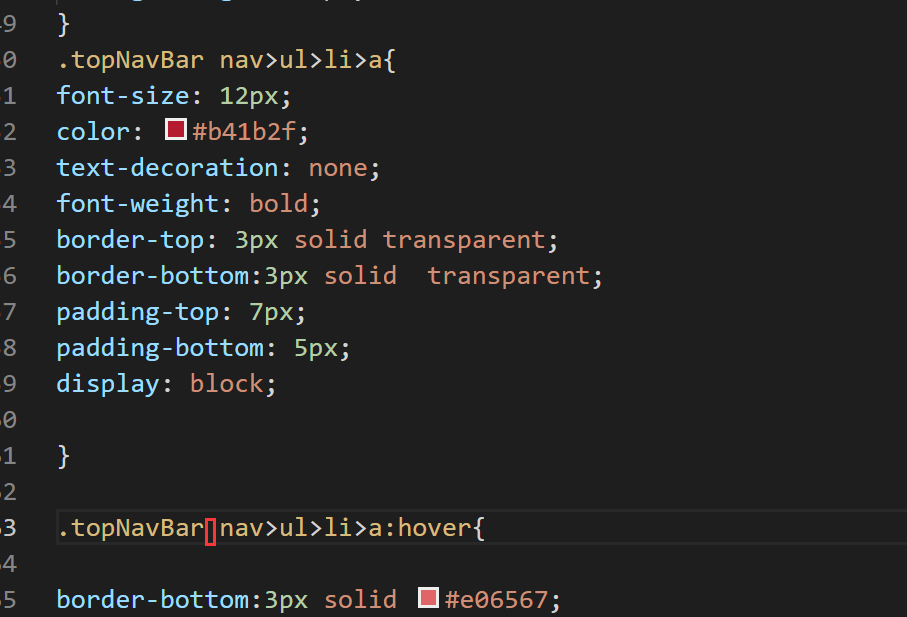 9 }
0 .topNavBar nav>ul>li>a{
1 font-size: 12px;
2 color: #b41b2f;
3 text-decoration: none;
4 font-weight: bold;
5 border-top: 3px solid transparent;
6 border-bottom:3px solid  transparent;
7 padding-top: 7px;
8 padding-bottom: 5px;
9 display: block;
0
1 }
2
3 .topNavBar nav>ul>li>a:hover{
4
5 border-bottom:3px solid #e06567;